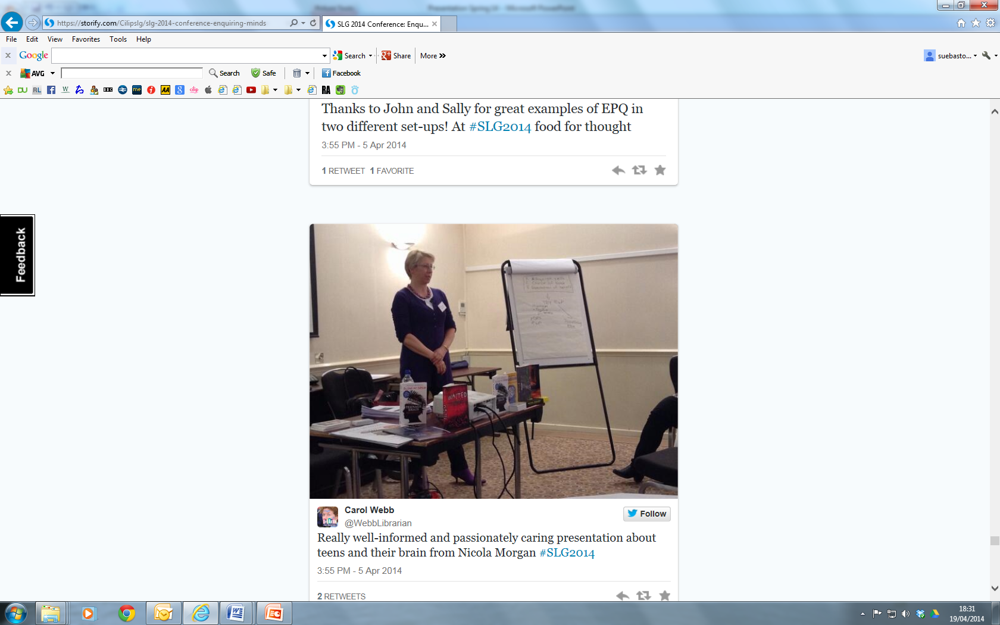 https://storify.com/Cilipslg/slg-2014-conference-enquiring-minds
SLG 2014 Conference: Enqu...
File Edit View Favorites Tools Help
Google Search Share More »
suebasto...
AVG Search Safe Facebook
Thanks to John and Sally for great examples of EPQ in
two different set-ups! At #SLG2014 food for thought
3:55 PM - 5 Apr 2014
1 RETWEET 1 FAVORITE
Feedback
WASTED
Carol Webb
Follow
@WebbLibrarian
Really well-informed and passionately caring presentation about
teens and their brain from Nicola Morgan #SLG2014
3:55 PM - 5 Apr 2014
2 RETWEETS
18:31
19/04/2014